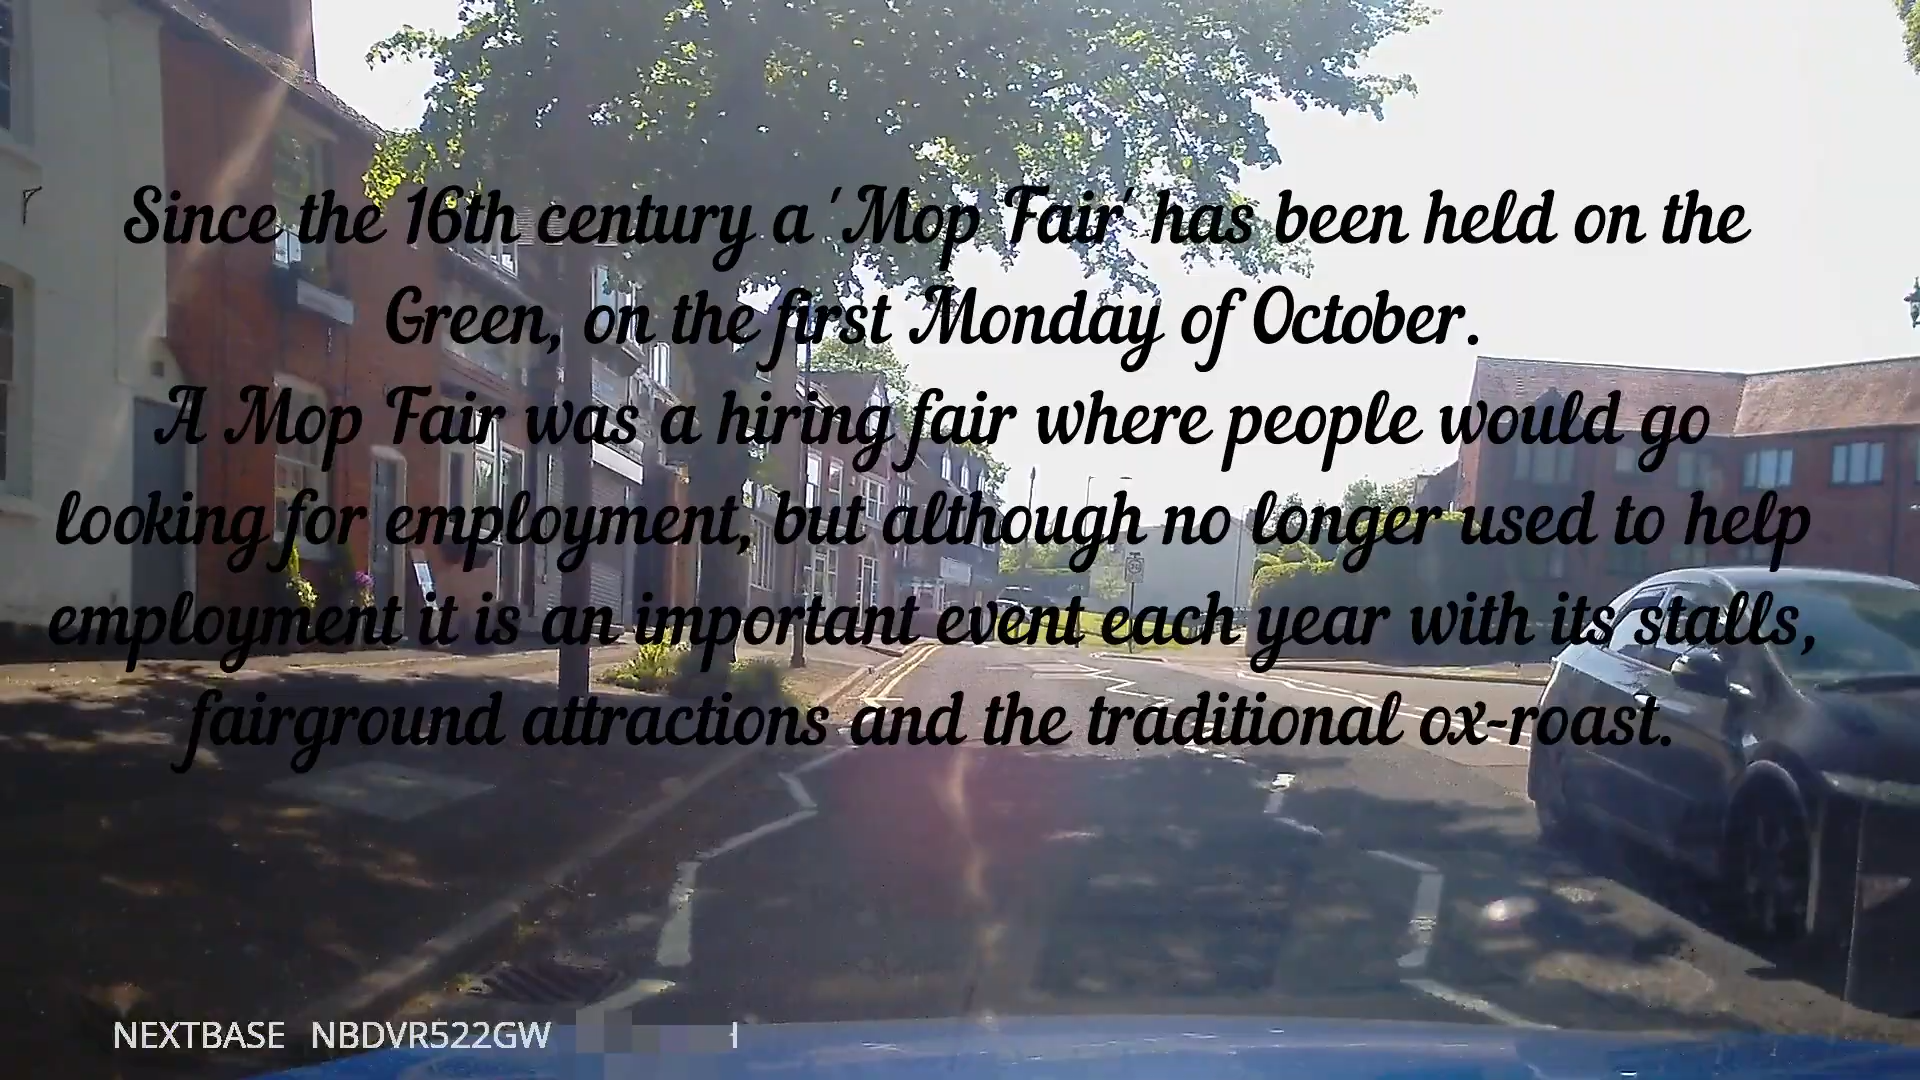 Since the 16th century a 'Mop Fair' has been held on the
Green, on the first Monday of October.
A Mop Fair was a hiring fair where people would go
looking for employment, but although no longer used to help
employment it is an important event each year with its stalls,
fairground attractions and the traditional ox-roast.
NEXTBASE NBDVR522GW